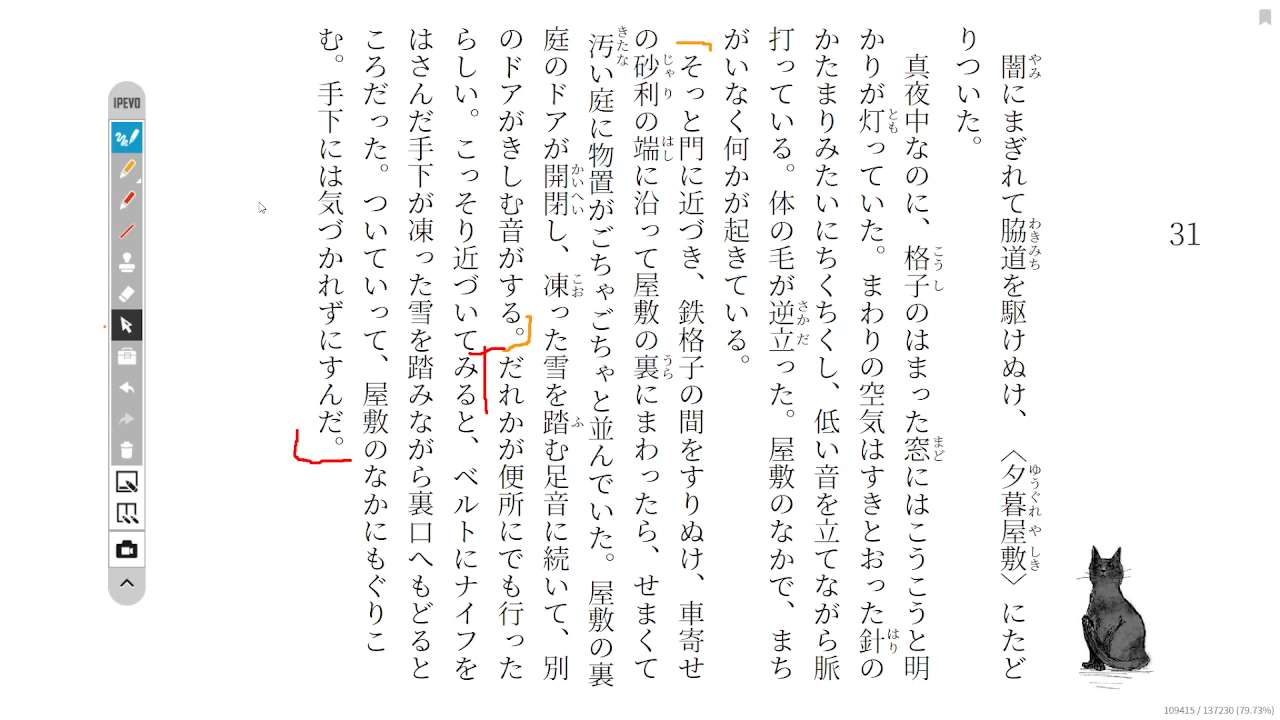 31
闇にまぎれて脇道を駆けぬけ、〈夕暮屋敷〉にたど
りついた。
真夜中なのに、格子のはまった窓にはこうこうと明
かりが灯っていた。まわりの空気はすきとおった針の
かたまりみたいにちくちくし、低い音を立てながら脈
打っている。体の毛が逆立った。屋敷のなかで、まち
がいなく何かが起きている。
そっと門に近づき、鉄格子の間をすりぬけ、車寄せ
の砂利の端に沿って屋敷の裏にまわったら、せまくて
汚い庭に物置がごちゃごちゃと並んでいた。屋敷の裏
庭のドアが開閉し、凍った雪を踏む足音に続いて、別
のドアがきしむ音がする。だれかが便所にでも行った
らしい。こっそり近づいてみると、ベルトにナイフを
はさんだ手下が凍った雪を踏みながら裏口へもどると
ころだった。ついていって、屋敷のなかにもぐりこ
む。手下には気づかれずにすんだ。
IPEVO
109415 / 137230 (79.73%)